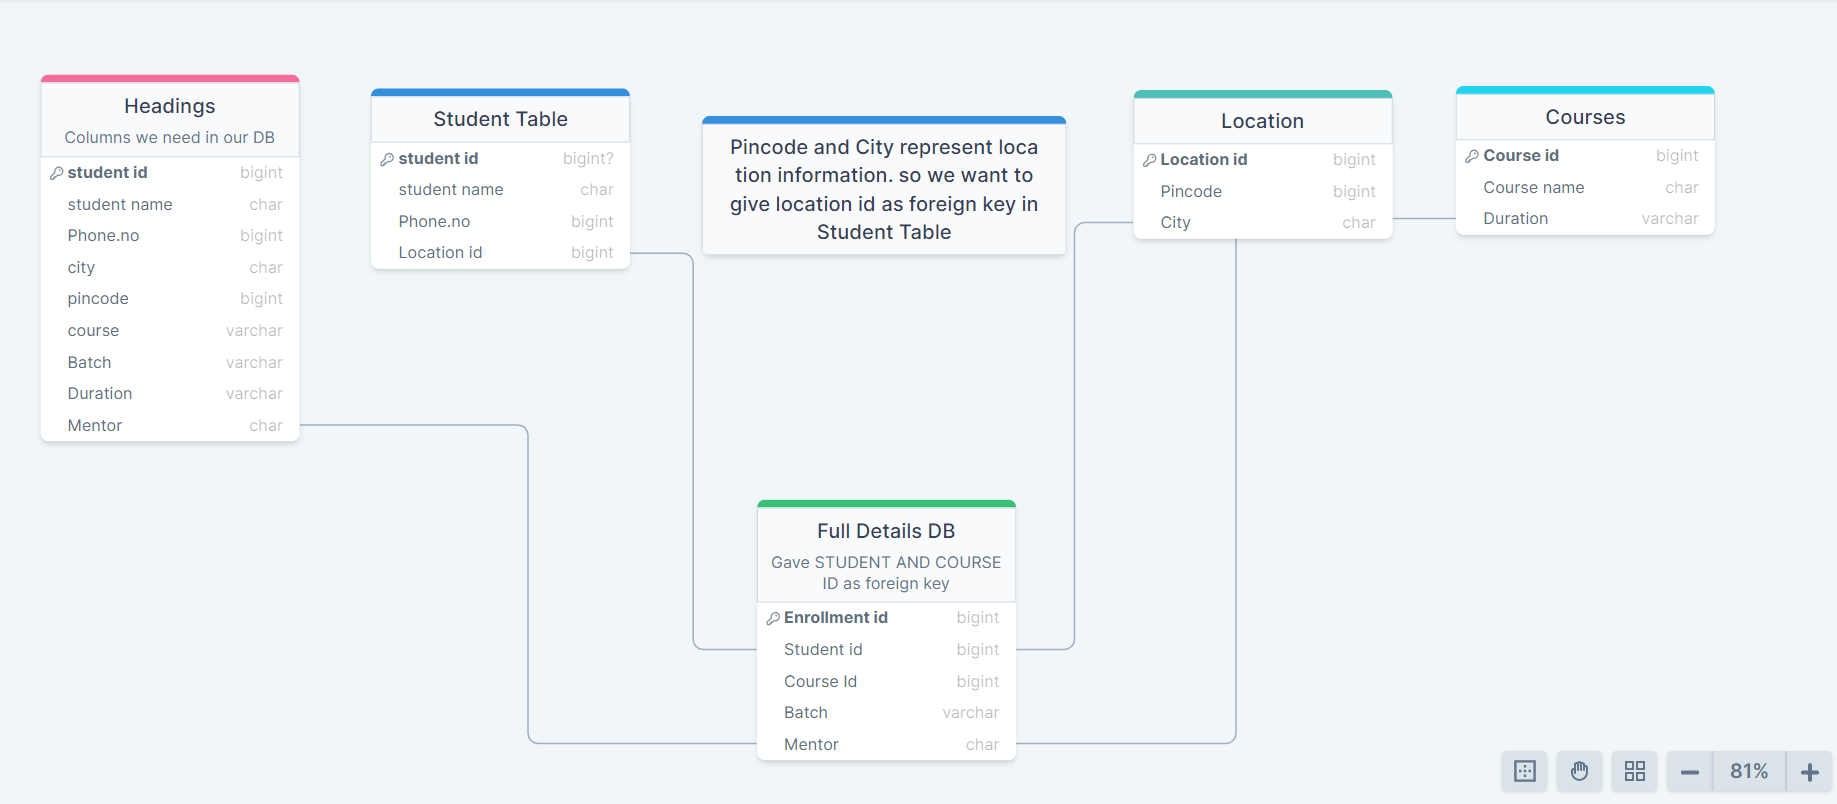 Headings
Columns we need in our DB
student id bigint
student name char
Phone.no bigint
city char
pincode bigint
course varchar
Batch varchar
Duration varchar
Mentor char
Student Table
student id bigint?
student name char
Phone.no bigint
Location id bigint
Pincode and City represent loca
tion information. so we want to
give location id as foreign key in
Student Table
Location
Location id bigint
Pincode bigint
City char
Courses
Course id bigint
Course name char
Duration varchar
Full Details DB
Gave STUDENT AND COURSE
ID as foreign key
Enrollment id bigint
Student id bigint
Course Id bigint
Batch varchar
Mentor char
81%